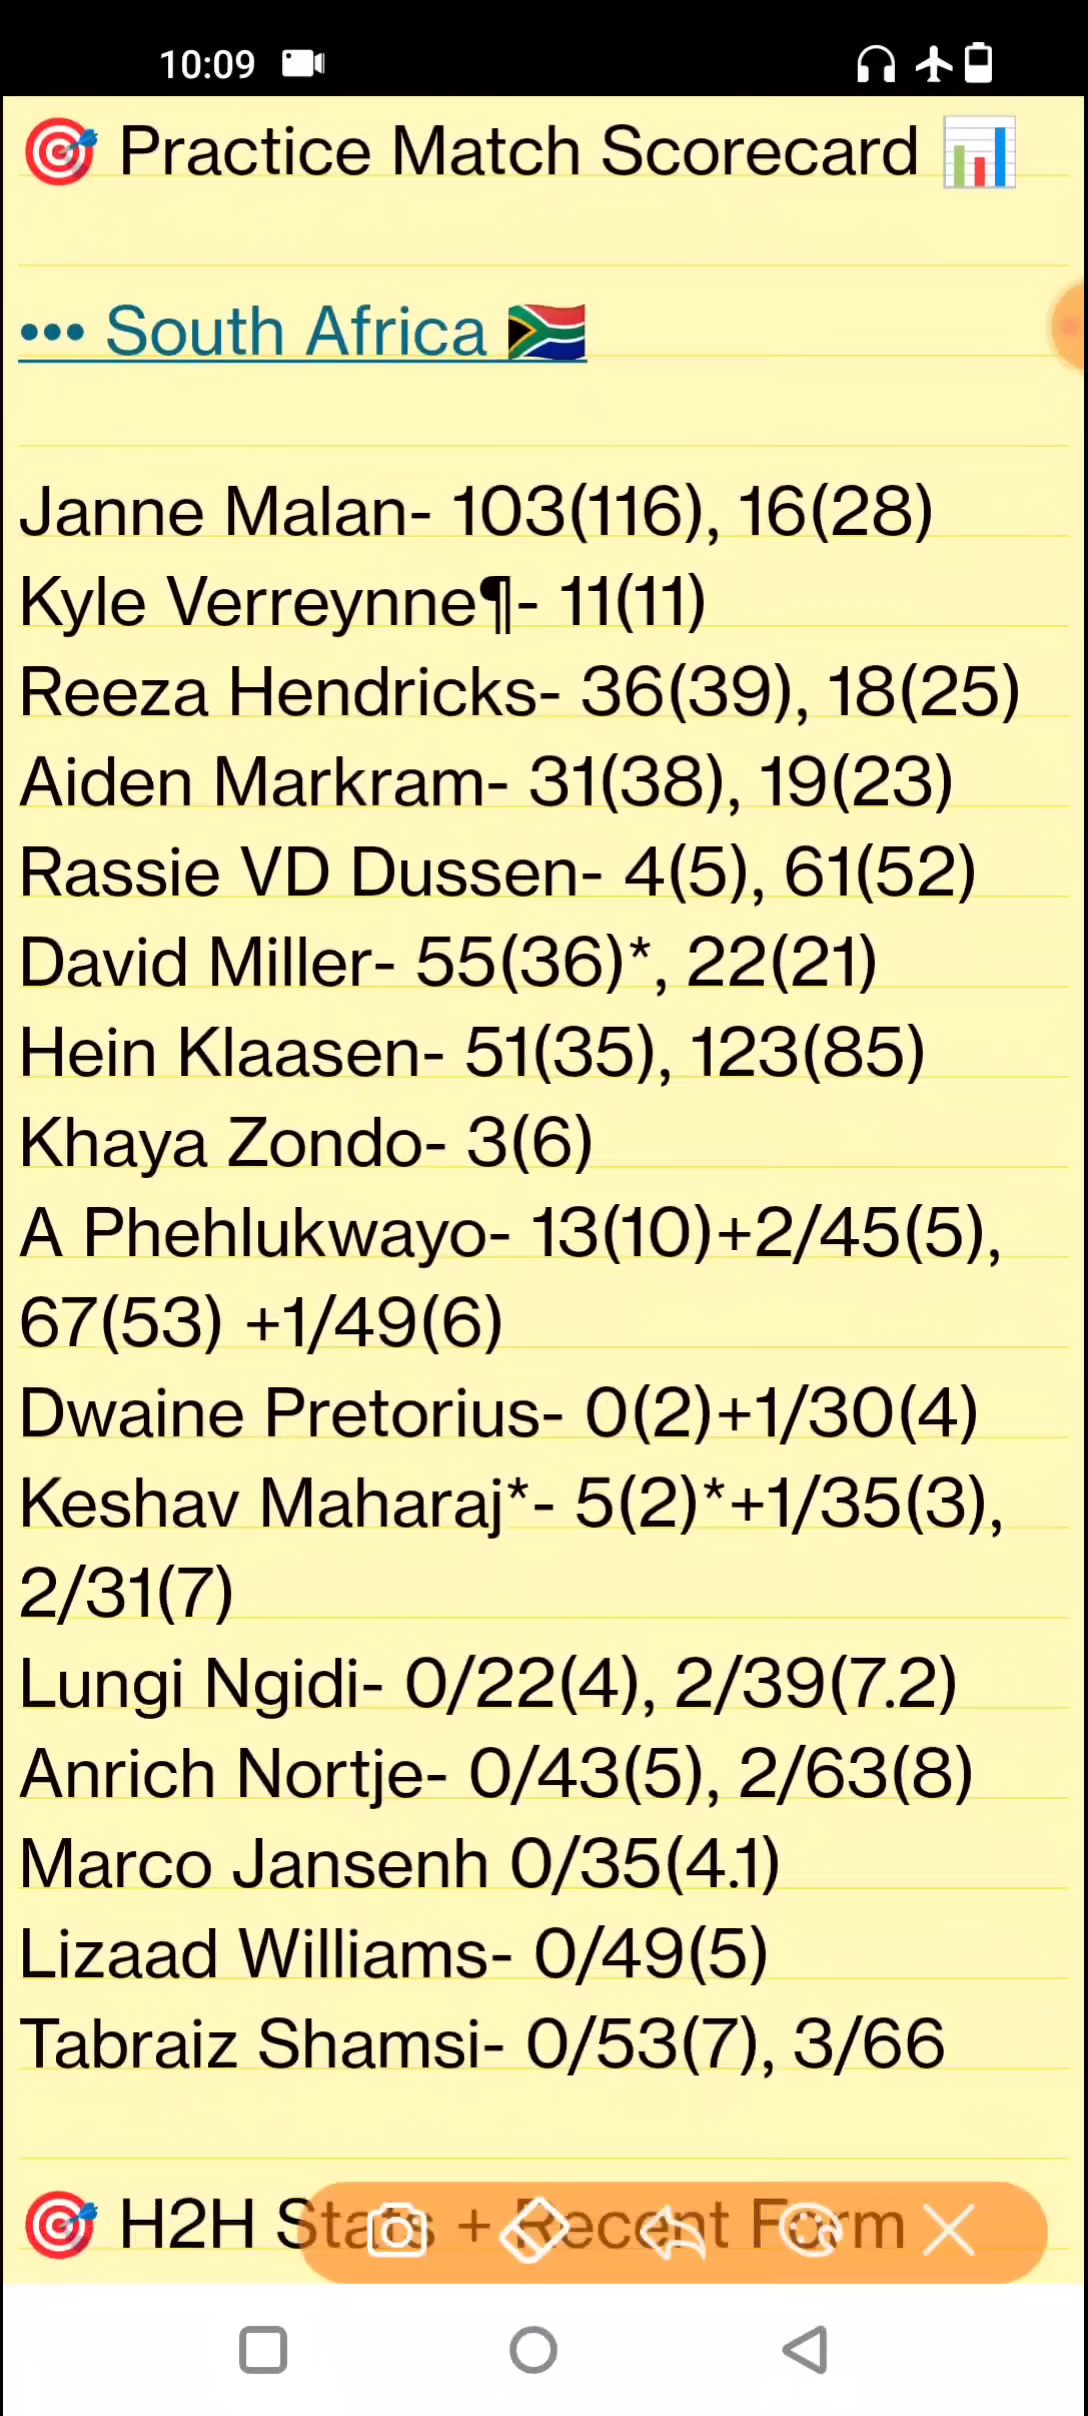 10:09
🎯 Practice Match Scorecard 📊
••• South Africa 🇿🇦
Janne Malan- 103(116), 16(28)
Kyle Verreynne¶- 11(11)
Reeza Hendricks- 36(39), 18(25)
Aiden Markram- 31(38), 19(23)
Rassie VD Dussen- 4(5), 61(52)
David Miller- 55(36)*, 22(21)
Hein Klaasen- 51(35), 123(85)
Khaya Zondo- 3(6)
A Phehlukwayo- 13(10)+2/45(5),
67(53) +1/49(6)
Dwaine Pretorius- 0(2)+1/30(4)
Keshav Maharaj*- 5(2)*+1/35(3),
2/31(7)
Lungi Ngidi- 0/22(4), 2/39(7.2)
Anrich Nortje- 0/43(5), 2/63(8)
Marco Jansenh 0/35(4.1)
Lizaad Williams- 0/49(5)
Tabraiz Shamsi- 0/53(7), 3/66
🎯 H2H Stats + Recent Form